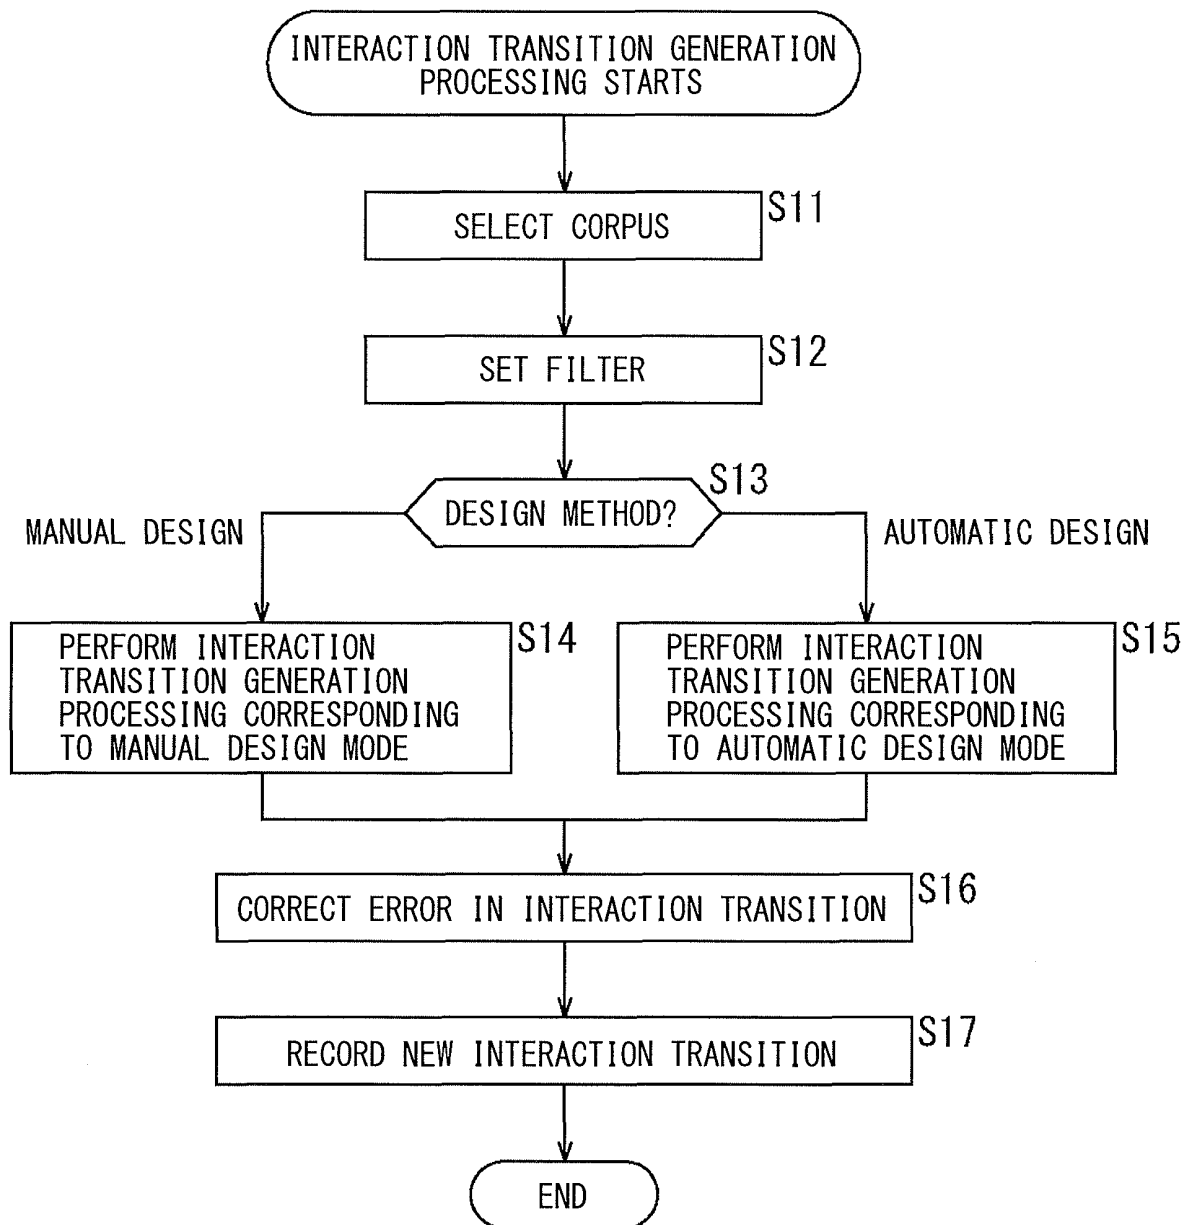 INTERACTION TRANSITION GENERATION
PROCESSING STARTS
SELECT CORPUS
S11
SET FILTER
S12
DESIGN METHOD?
S13
MANUAL DESIGN
AUTOMATIC DESIGN
PERFORM INTERACTION
TRANSITION GENERATION
PROCESSING CORRESPONDING
TO MANUAL DESIGN MODE
S14
PERFORM INTERACTION
TRANSITION GENERATION
PROCESSING CORRESPONDING
TO AUTOMATIC DESIGN MODE
S15
CORRECT ERROR IN INTERACTION TRANSITION
S16
RECORD NEW INTERACTION TRANSITION
S17
END